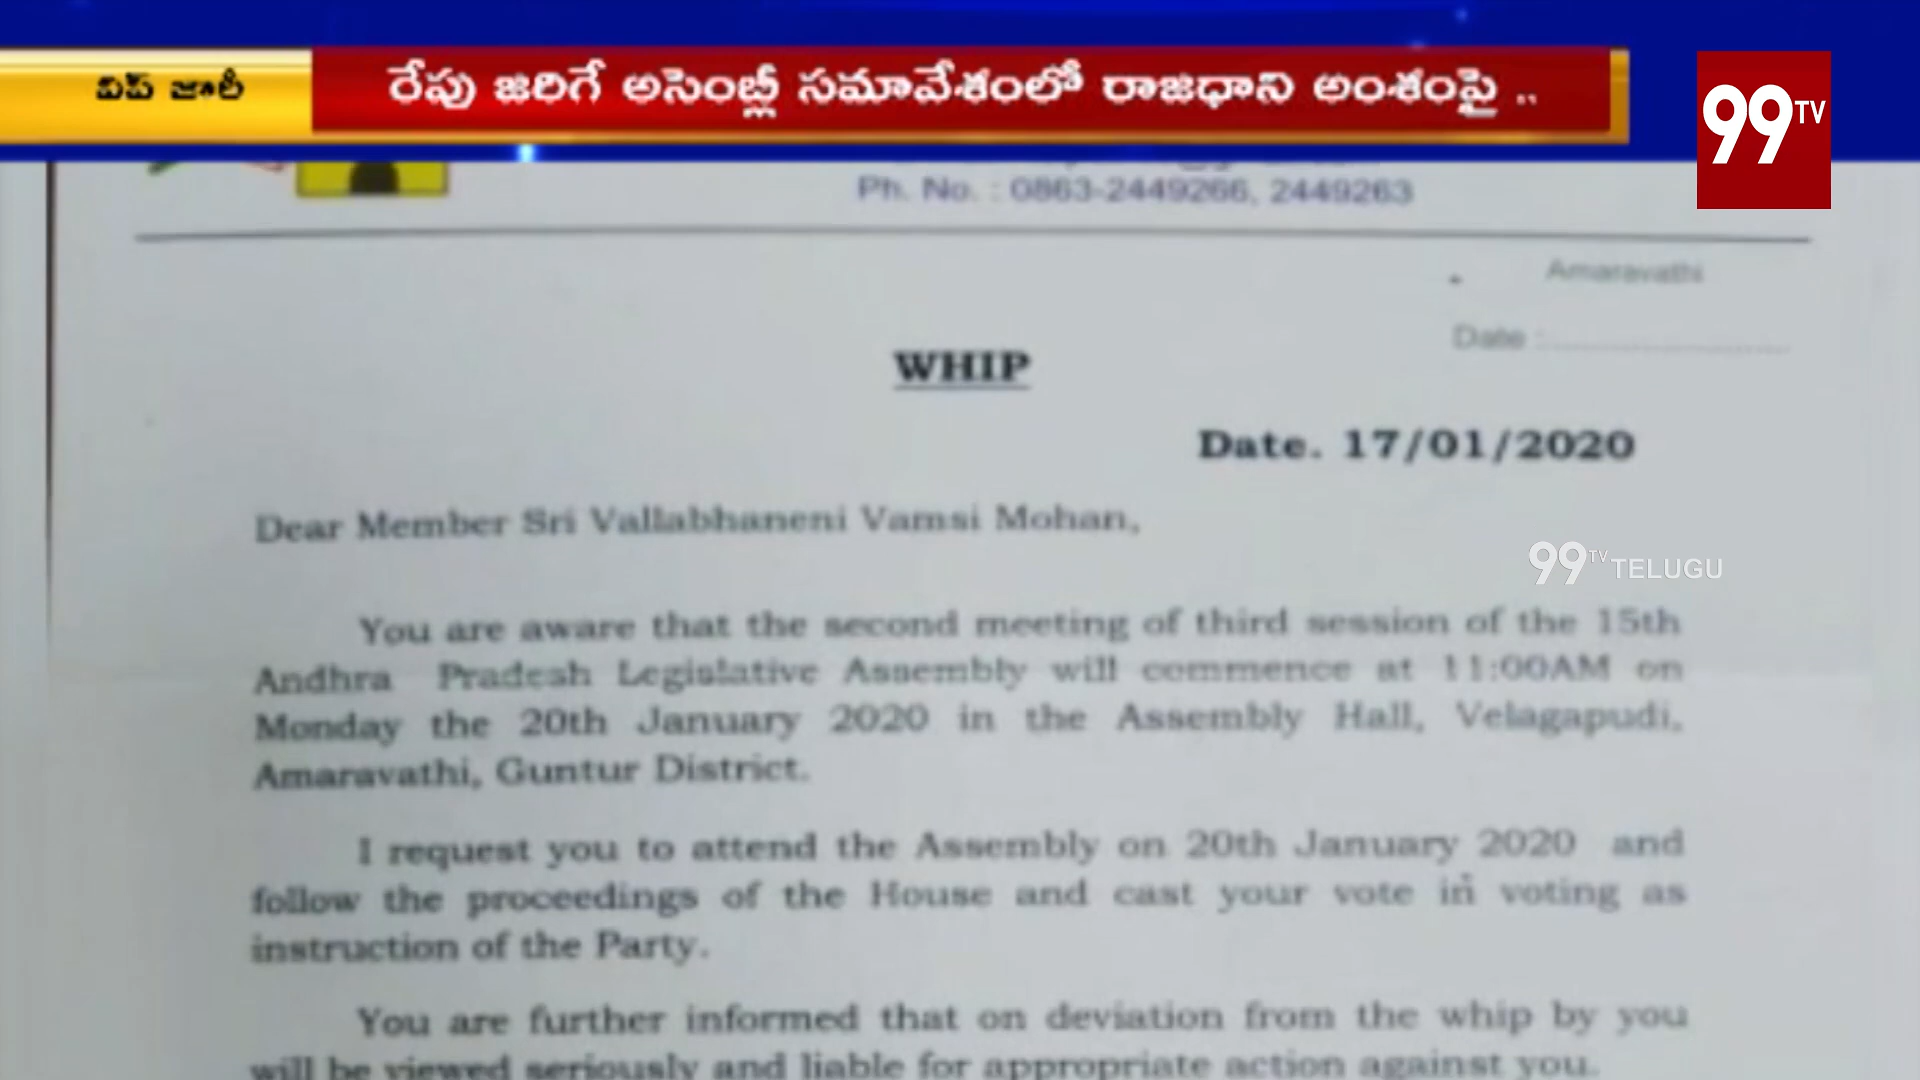 విప్ జారీ
రేపు జరిగే అసెంబ్లీ సమావేశంలో రాజధాని అంశంపై ..
99 TV
Ph. No. : 0863-2449266, 2449263
Amaravathi
Date :
WHIP
Date. 17/01/2020
Dear Member Sri Vallabhaneni Vamsi Mohan,
99 TV TELUGU
You are aware that the second meeting of third session of the 15th
Andhra Pradesh Legislative Assembly will commence at 11:00AM on
Monday the 20th January 2020 in the Assembly Hall, Velagapudi,
Amaravathi, Guntur District.
I request you to attend the Assembly on 20th January 2020 and
follow the proceedings of the House and cast your vote in voting as
instruction of the Party.
You are further informed that on deviation from the whip by you
will be viewed seriously and liable for appropriate action against you.